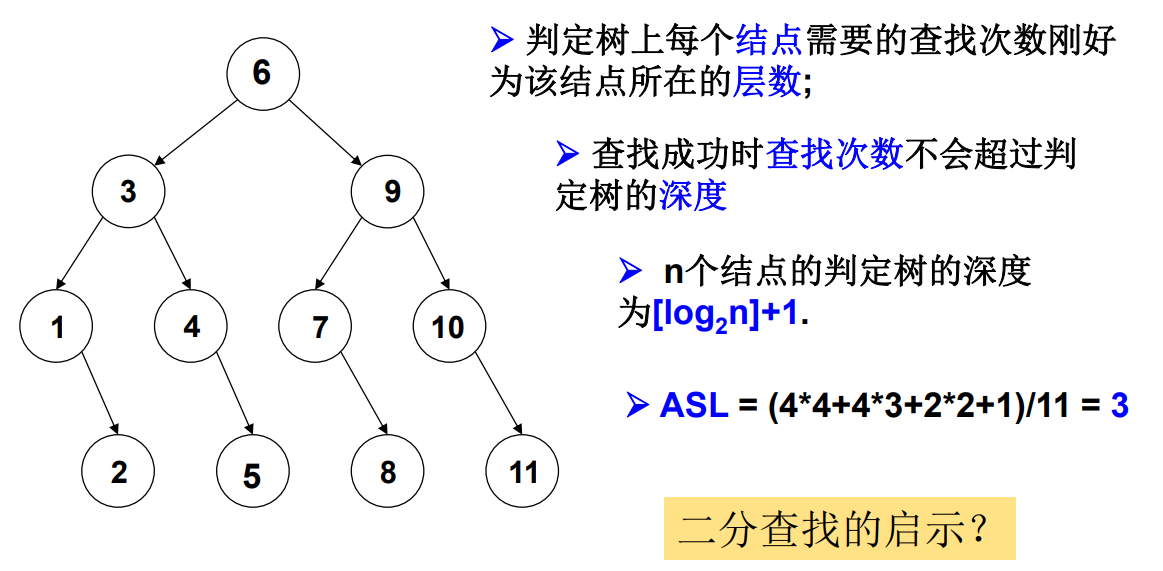 6
3
9
1
4
7
10
2
5
8
11
➢ 判定树上每个结点需要的查找次数刚好
为该结点所在的层数;
➢ 查找成功时查找次数不会超过判
定树的深度
➢ n个结点的判定树的深度
为[log₂n]+1.
➢ ASL = (4*4+4*3+2*2+1)/11 = 3
二分查找的启示？